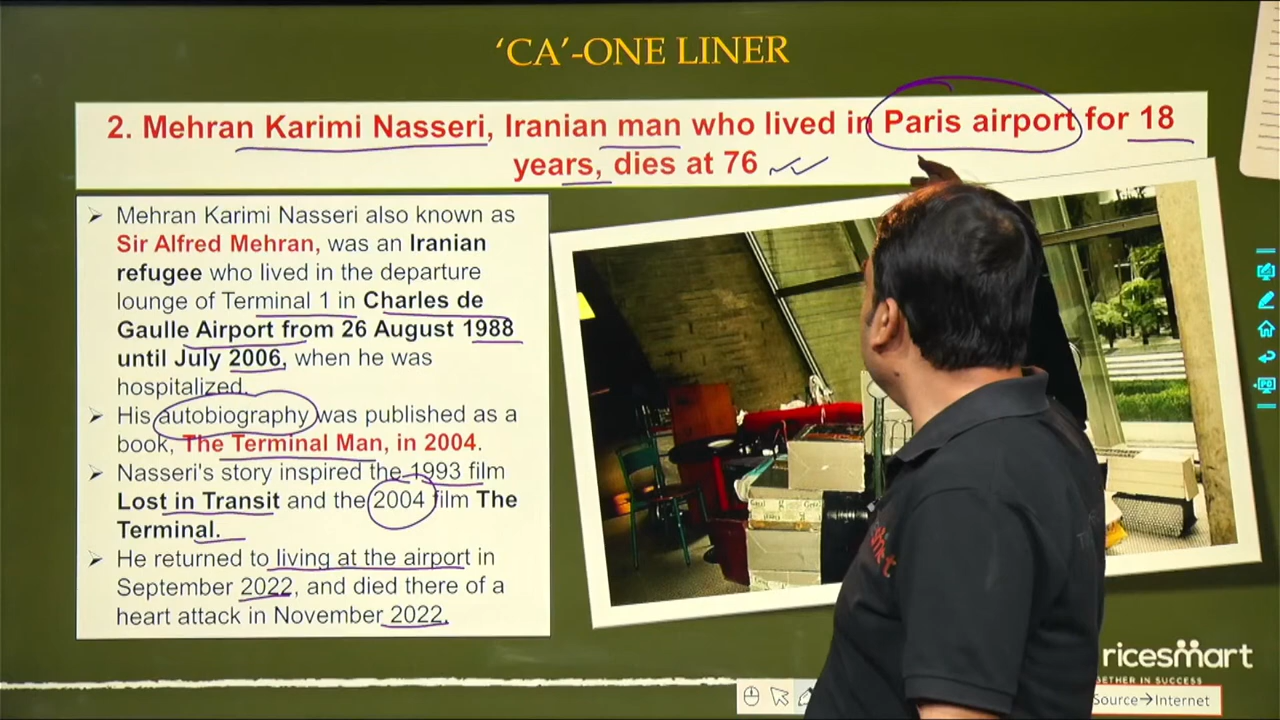 ‘CA’-ONE LINER
2. Mehran Karimi Nasseri, Iranian man who lived in Paris airport for 18
years, dies at 76
➢ Mehran Karimi Nasseri also known as
Sir Alfred Mehran, was an Iranian
refugee who lived in the departure
lounge of Terminal 1 in Charles de
Gaulle Airport from 26 August 1988
until July 2006, when he was
hospitalized.
➢ His autobiography was published as a
book, The Terminal Man, in 2004.
➢ Nasseri's story inspired the 1993 film
Lost in Transit and the 2004 film The
Terminal.
➢ He returned to living at the airport in
September 2022, and died there of a
heart attack in November 2022.
ricesmart
ETHER IN SUCCESS
Source→Internet